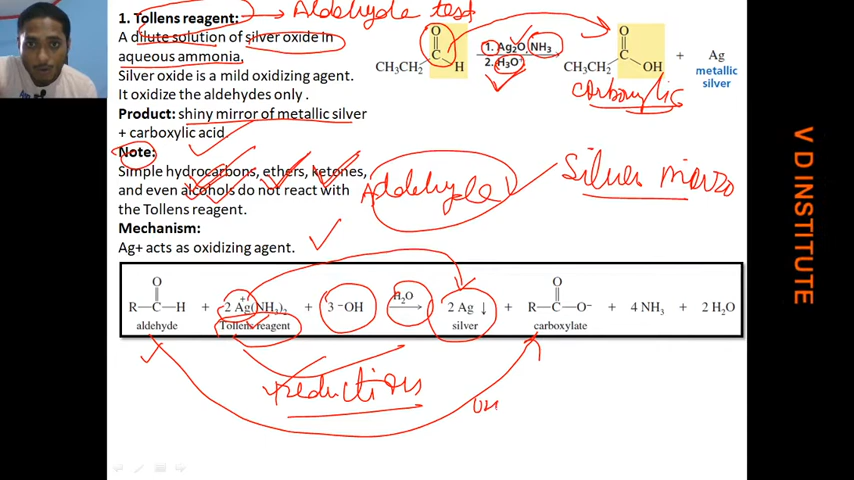 1. Tollens reagent:
Aldehyde test
A dilute solution of silver oxide in
aqueous ammonia,
Silver oxide is a mild oxidizing agent.
It oxidize the aldehydes only .
Product: shiny mirror of metallic silver
+ carboxylic acid
Note:
Simple hydrocarbons, ethers, ketones,
and even alcohols do not react with
the Tollens reagent.
Mechanism:
Ag+ acts as oxidizing agent.
O
CH₃CH₂ C H
1. Ag₂O, NH₃
2. H₃O⁺
O
CH₃CH₂ C OH
+ Ag
metallic
silver
carboxylic
Aldehyde
Silver
O O
R—C—H + 2 Ag(NH₃)₂ + 3 ⁻OH H₂O → 2 Ag ↓ + R—C—O⁻ + 4 NH₃ + 2 H₂O
+
aldehyde Tollens reagent silver carboxylate
reductions
V D INSTITUTE